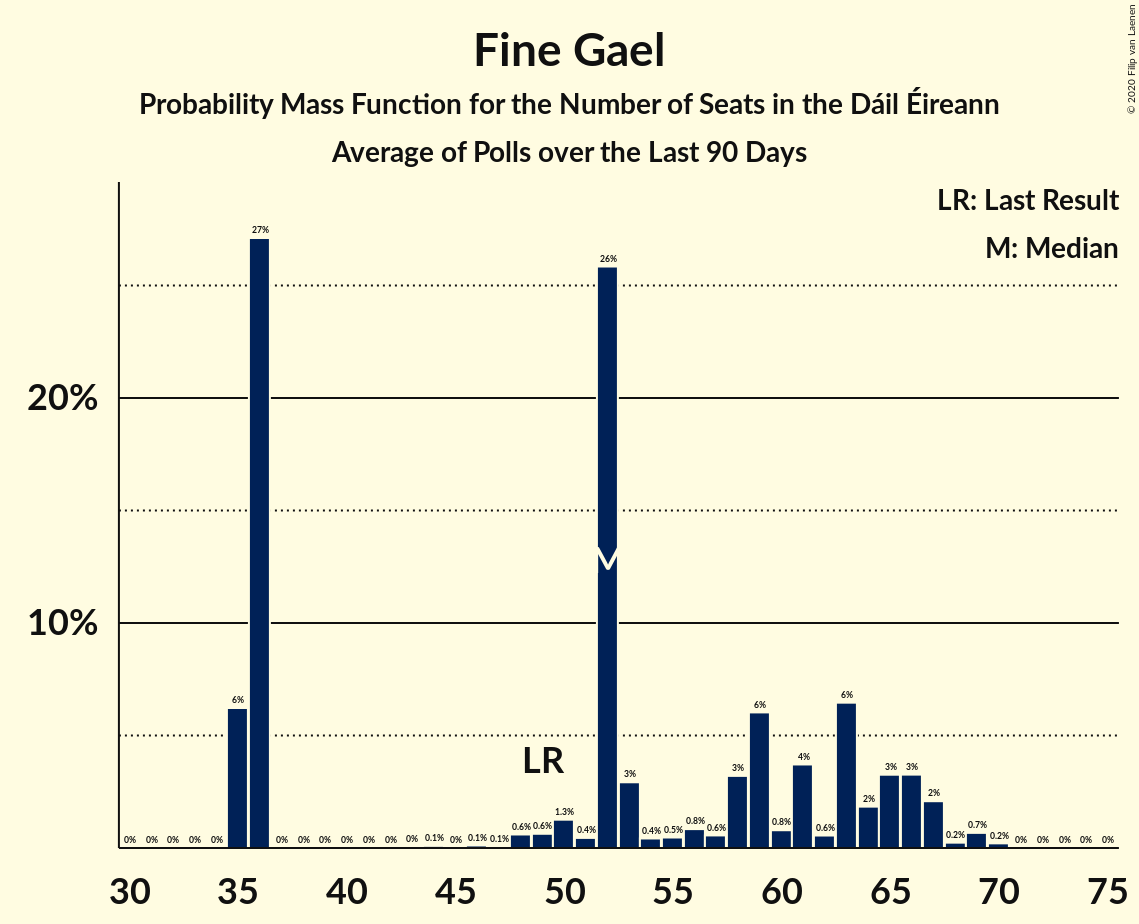 Fine Gael
Probability Mass Function for the Number of Seats in the Dáil Éireann
Average of Polls over the Last 90 Days
© 2020 Filip van Laenen
LR: Last Result
M: Median
20%
10%
0% 0% 0% 0% 0% 6% 27% 0% 0% 0% 0% 0% 0% 0% 0.1% 0% 0.1% 0.1% 0.6% 0.6% 1.3% 0.4% 26% 3% 0.4% 0.5% 0.8% 0.6% 3% 6% 0.8% 4% 0.6% 6% 2% 3% 3% 2% 0.2% 0.7% 0.2% 0% 0% 0% 0% 0%
M
LR
30 35 40 45 50 55 60 65 70 75